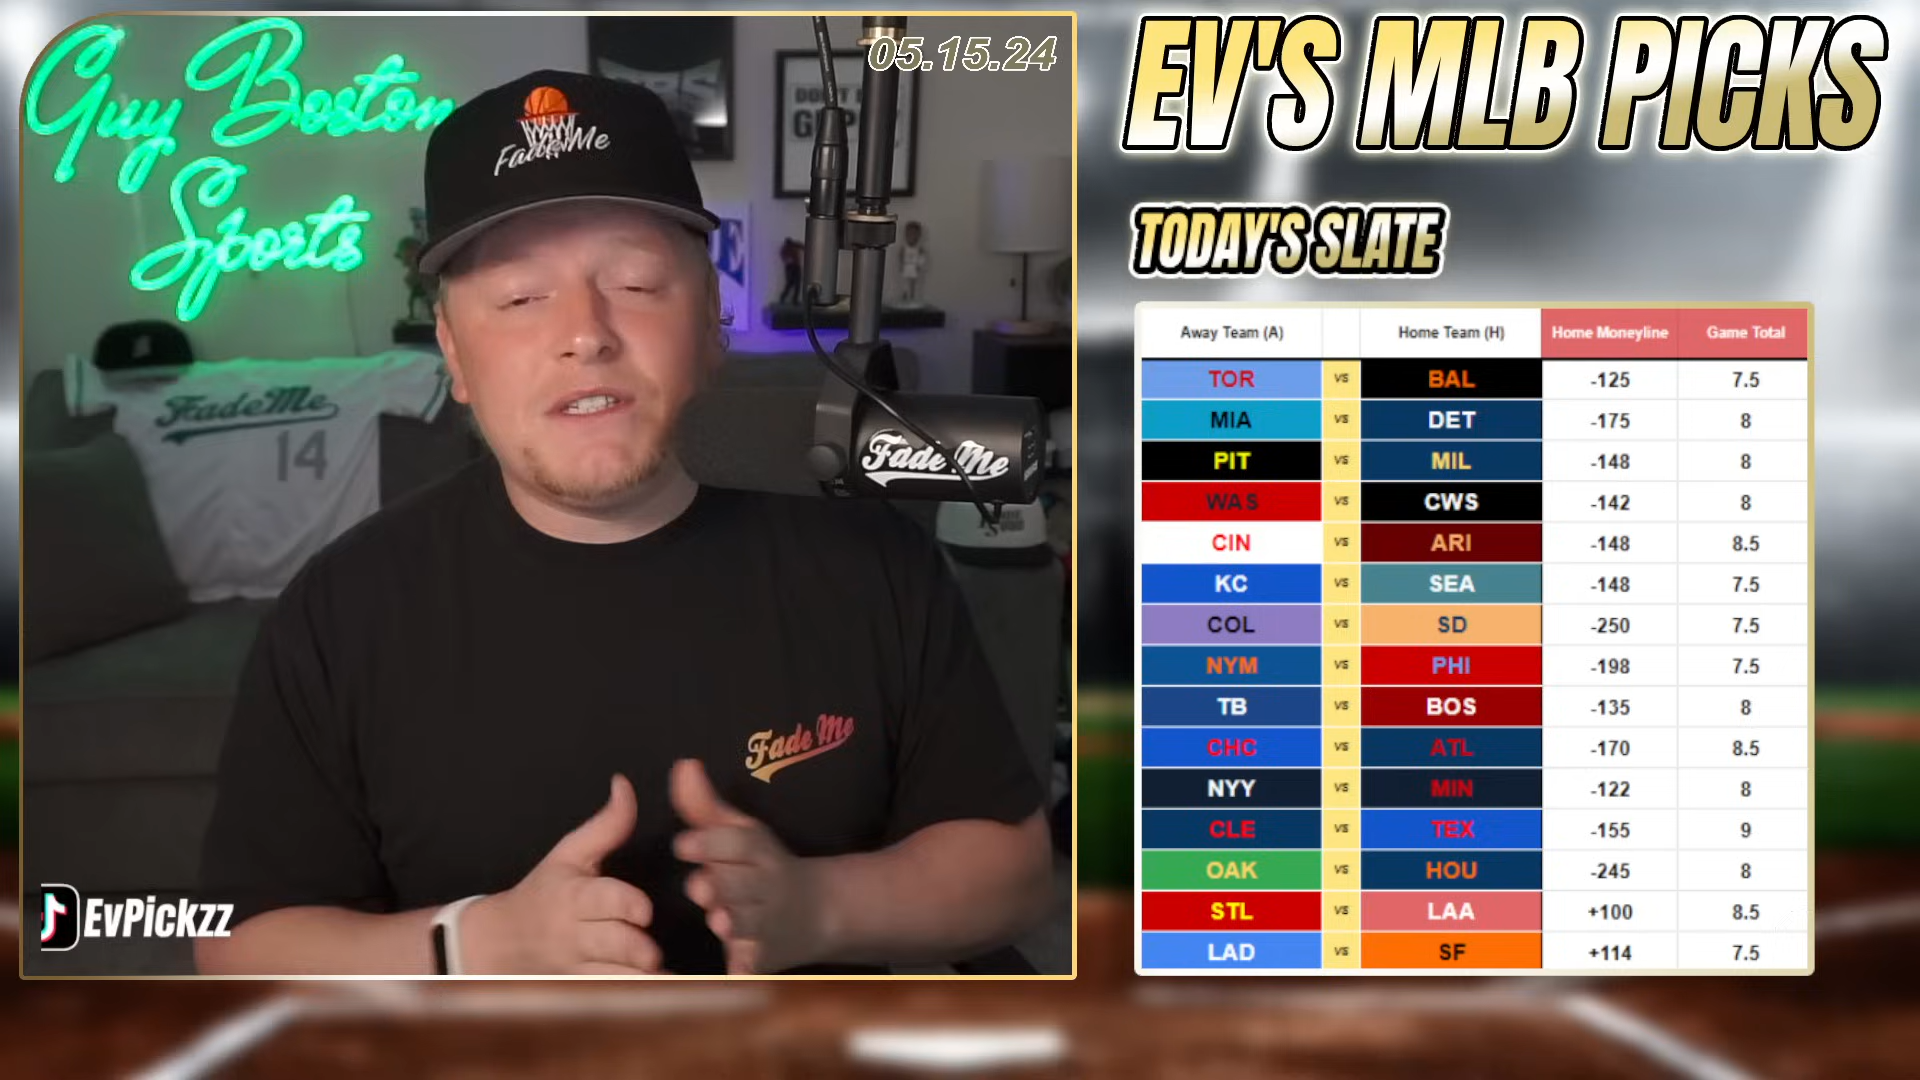 Guy Boston
Sports
05.15.24
FadeMe
FadeMe
14
Fade Me
Fade Me
EvPickzz
EV'S MLB PICKS
TODAY'S SLATE
Away Team (A) Home Team (H) Home Moneyline Game Total
TOR vs BAL -125 7.5
MIA vs DET -175 8
PIT vs MIL -148 8
WAS vs CWS -142 8
CIN vs ARI -148 8.5
KC vs SEA -148 7.5
COL vs SD -250 7.5
NYM vs PHI -198 7.5
TB vs BOS -135 8
CHC vs ATL -170 8.5
NYY vs MIN -122 8
CLE vs TEX -155 9
OAK vs HOU -245 8
STL vs LAA +100 8.5
LAD vs SF +114 7.5